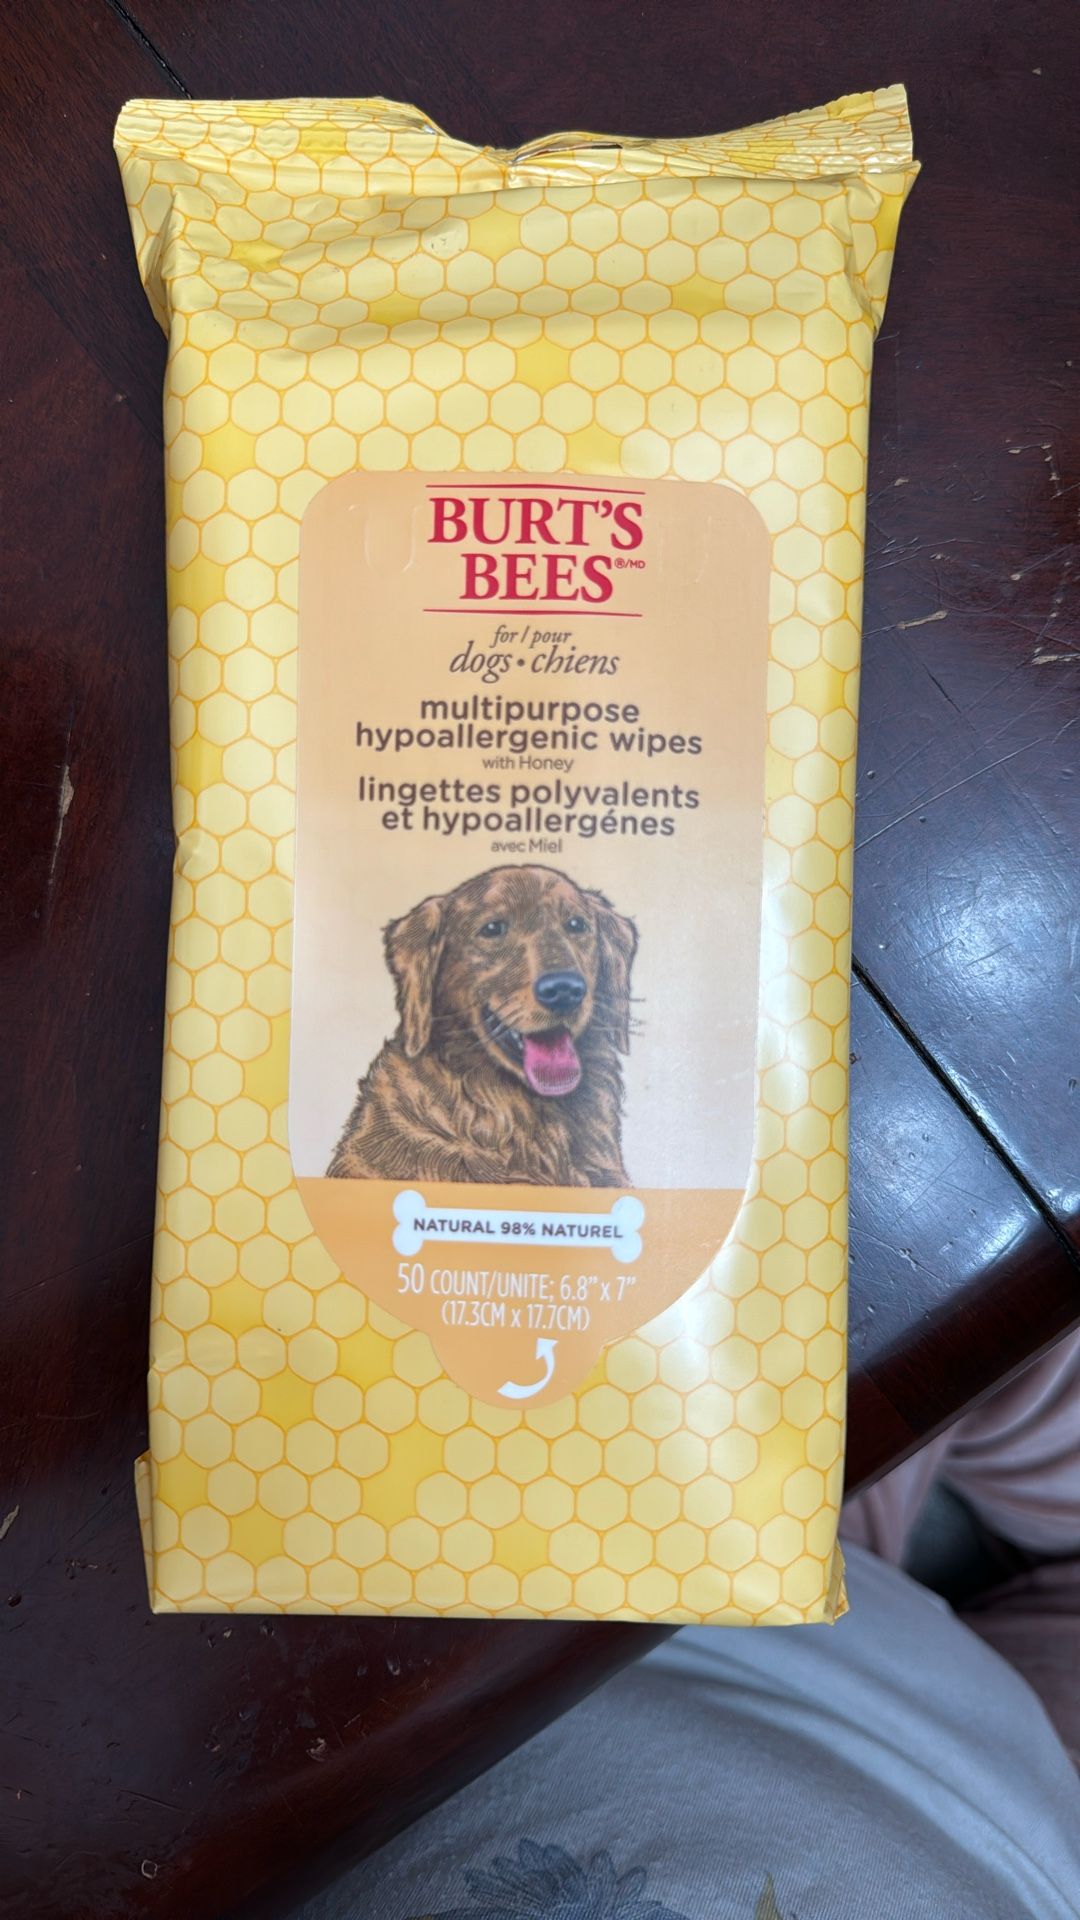 BURT'S
BEES®/MD
for / pour
dogs • chiens
multipurpose
hypoallergenic wipes
with Honey
lingettes polyvalents
et hypoallergénes
avec Miel
NATURAL 98% NATUREL
50 COUNT/UNITE; 6.8” x 7”
(17.3CM x 17.7CM)